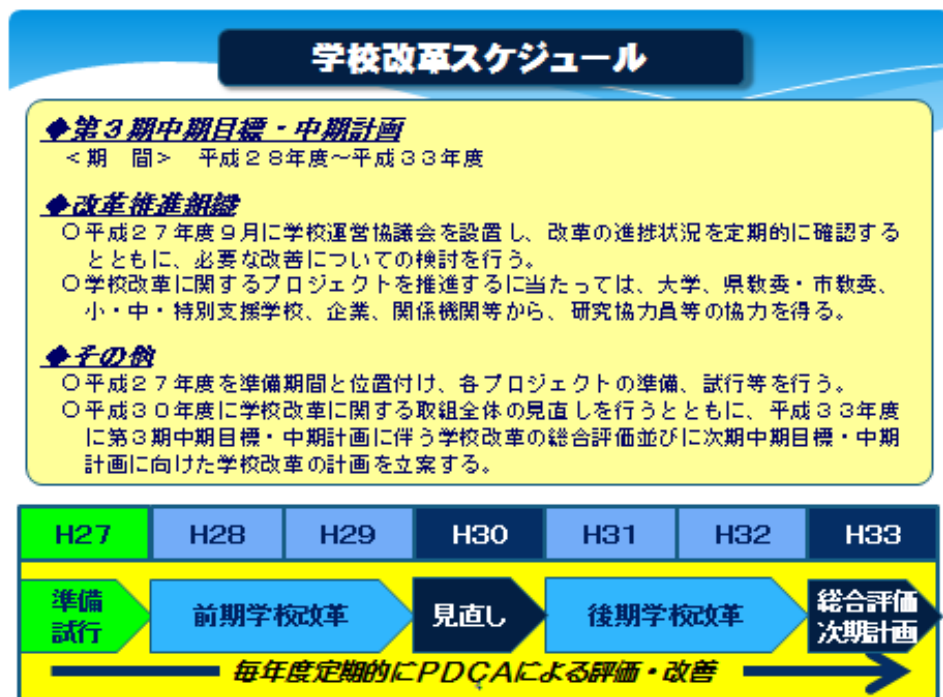 学校改革スケジュール
◆第３期中期目標・中期計画
＜期　間＞　平成２８年度～平成３３年度
◆改革推進組織
○平成２７年度９月に学校運営協議会を設置し、改革の進捗状況を定期的に確認する
とともに、必要な改善についての検討を行う。
○学校改革に関するプロジェクトを推進するに当たっては、大学、県教委・市教委、
小・中・特別支援学校、企業、関係機関等から、研究協力員等の協力を得る。
◆その他
○平成２７年度を準備期間と位置付け、各プロジェクトの準備、試行等を行う。
○平成３０年度に学校改革に関する取組全体の見直しを行うとともに、平成３３年度
に第３期中期目標・中期計画に伴う学校改革の総合評価並びに次期中期目標・中期
計画に向けた学校改革の計画を立案する。
H27 H28 H29 H30 H31 H32 H33
準備
試行
前期学校改革
見直し
後期学校改革
総合評価
次期計画
毎年度定期的にPDCAによる評価・改善